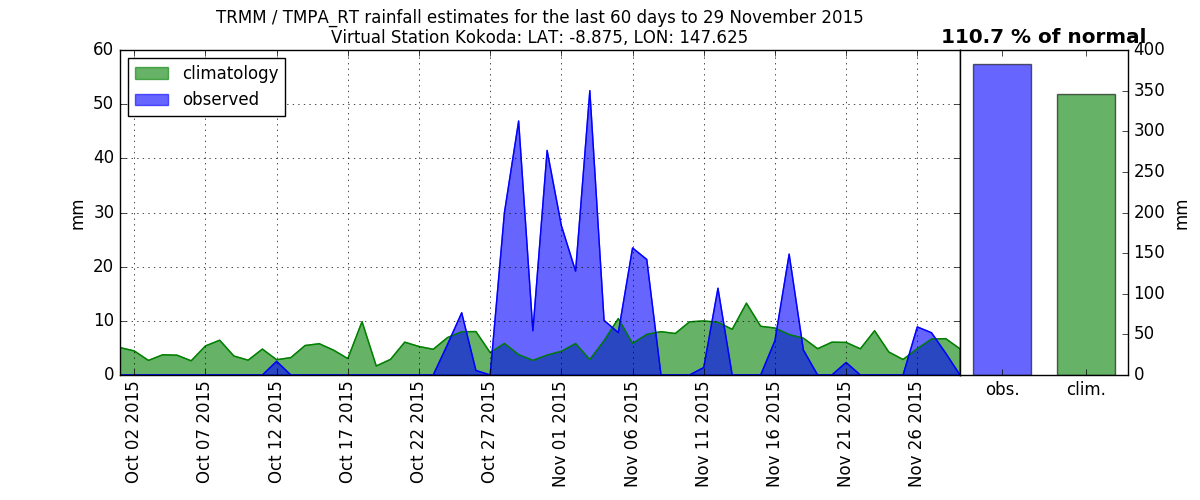 TRMM / TMPA_RT rainfall estimates for the last 60 days to 29 November 2015
Virtual Station Kokoda: LAT: -8.875, LON: 147.625
110.7 % of normal
climatology
observed
60
50
40
30
20
10
0
mm
Oct 02 2015
Oct 07 2015
Oct 12 2015
Oct 17 2015
Oct 22 2015
Oct 27 2015
Nov 01 2015
Nov 06 2015
Nov 11 2015
Nov 16 2015
Nov 21 2015
Nov 26 2015
400
350
300
250
200
150
100
50
0
mm
obs.
clim.